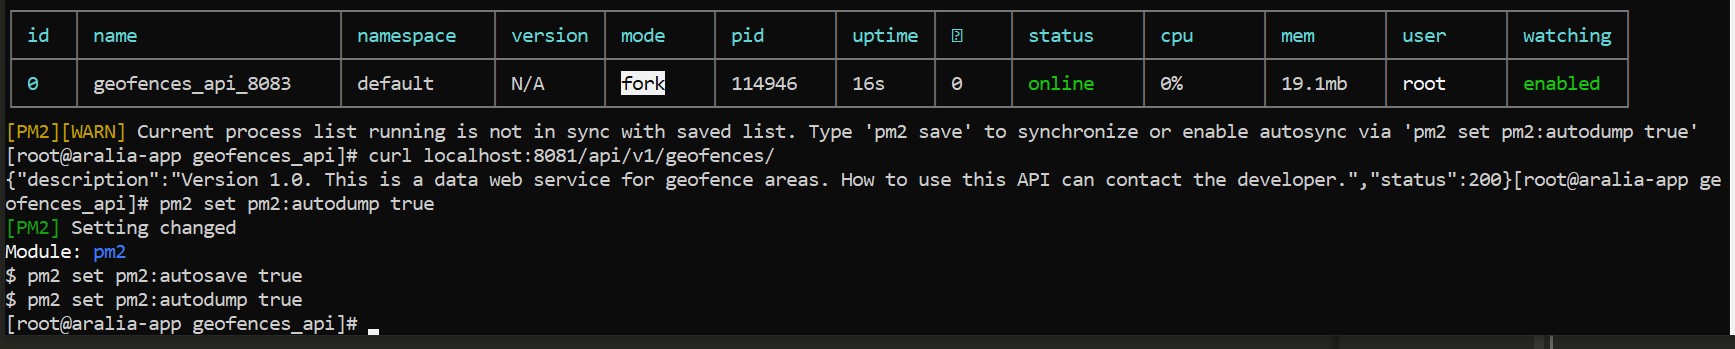 id name namespace version mode pid uptime status cpu mem user watching
0 geofences_api_8083 default N/A fork 114946 16s 0 online 0% 19.1mb root enabled
[PM2][WARN] Current process list running is not in sync with saved list. Type 'pm2 save' to synchronize or enable autosync via 'pm2 set pm2:autodump true'
[root@aralia-app geofences_api]# curl localhost:8081/api/v1/geofences/
{"description":"Version 1.0. This is a data web service for geofence areas. How to use this API can contact the developer.","status":200}[root@aralia-app ge
ofences_api]# pm2 set pm2:autodump true
[PM2] Setting changed
Module: pm2
$ pm2 set pm2:autosave true
$ pm2 set pm2:autodump true
[root@aralia-app geofences_api]#